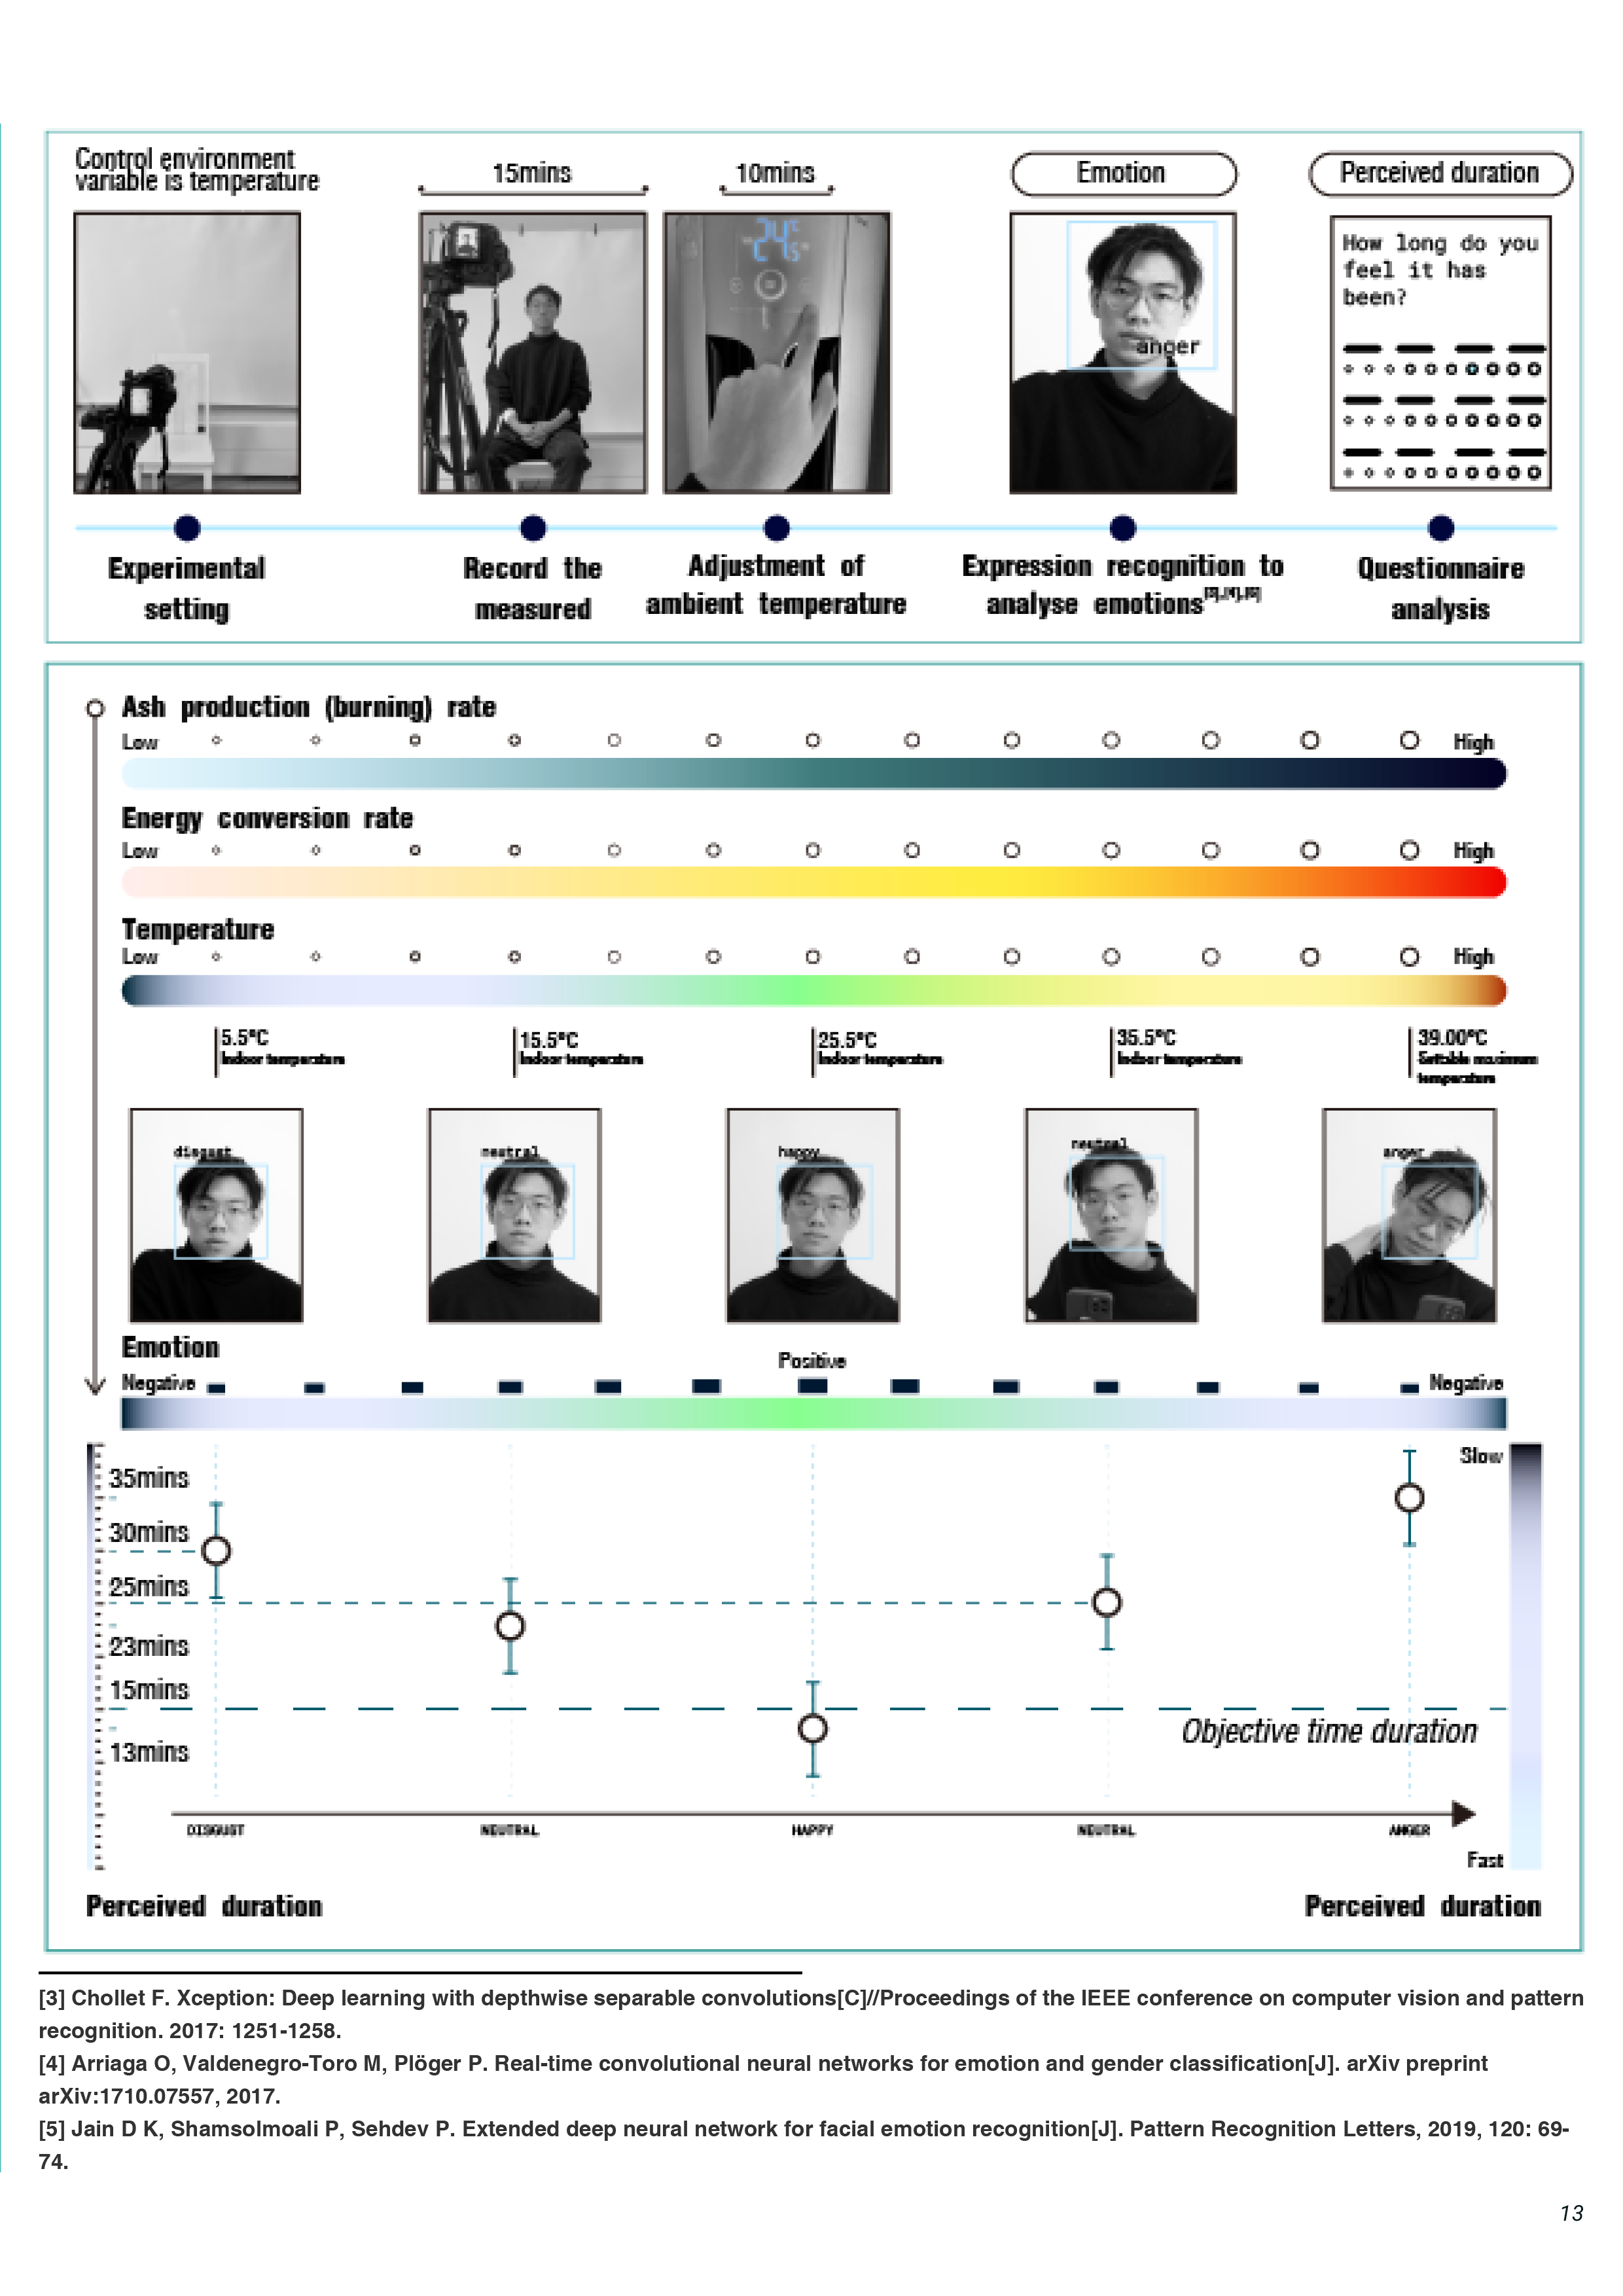 Control environment
variable is temperature
15mins
10mins
Emotion
Perceived duration
24
°C
anger
How long do you
feel it has
been?
Experimental
setting
Record the
measured
Adjustment of
ambient temperature
Expression recognition to
analyse emotions[3],[4],[5]
Questionnaire
analysis
Ash production (burning) rate
Low
High
Energy conversion rate
Low
High
Temperature
Low
High
5.5°C
Indoor temperature
15.5°C
Indoor temperature
25.5°C
Indoor temperature
35.5°C
Indoor temperature
39.00°C
Settable maximum
temperature
disgust
neutral
happy
neutral
anger
Emotion
Negative
Positive
Negative
35mins
30mins
25mins
23mins
15mins
13mins
Slow
Objective time duration
Fast
DISGUST
NEUTRAL
HAPPY
NEUTRAL
ANGER
Perceived duration
Perceived duration
[3] Chollet F. Xception: Deep learning with depthwise separable convolutions[C]//Proceedings of the IEEE conference on computer vision and pattern
recognition. 2017: 1251-1258.
[4] Arriaga O, Valdenegro-Toro M, Plöger P. Real-time convolutional neural networks for emotion and gender classification[J]. arXiv preprint
arXiv:1710.07557, 2017.
[5] Jain D K, Shamsolmoali P, Sehdev P. Extended deep neural network for facial emotion recognition[J]. Pattern Recognition Letters, 2019, 120: 69-
74.
13